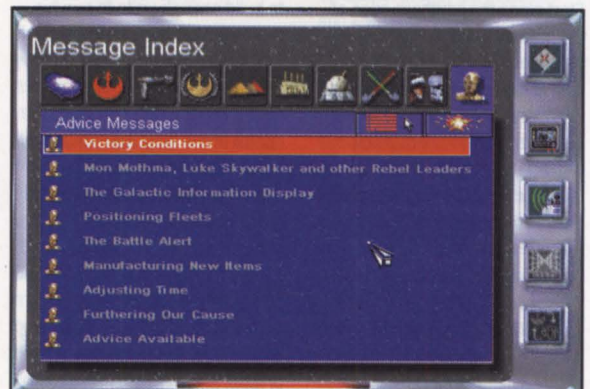 Message Index
Advice Messages
Victory Conditions
Mon Mothma, Luke Skywalker and other Rebel Leaders
The Galactic Information Display
Positioning Fleets
The Battle Alert
Manufacturing New Items
Adjusting Time
Furthering Our Cause
Advice Available